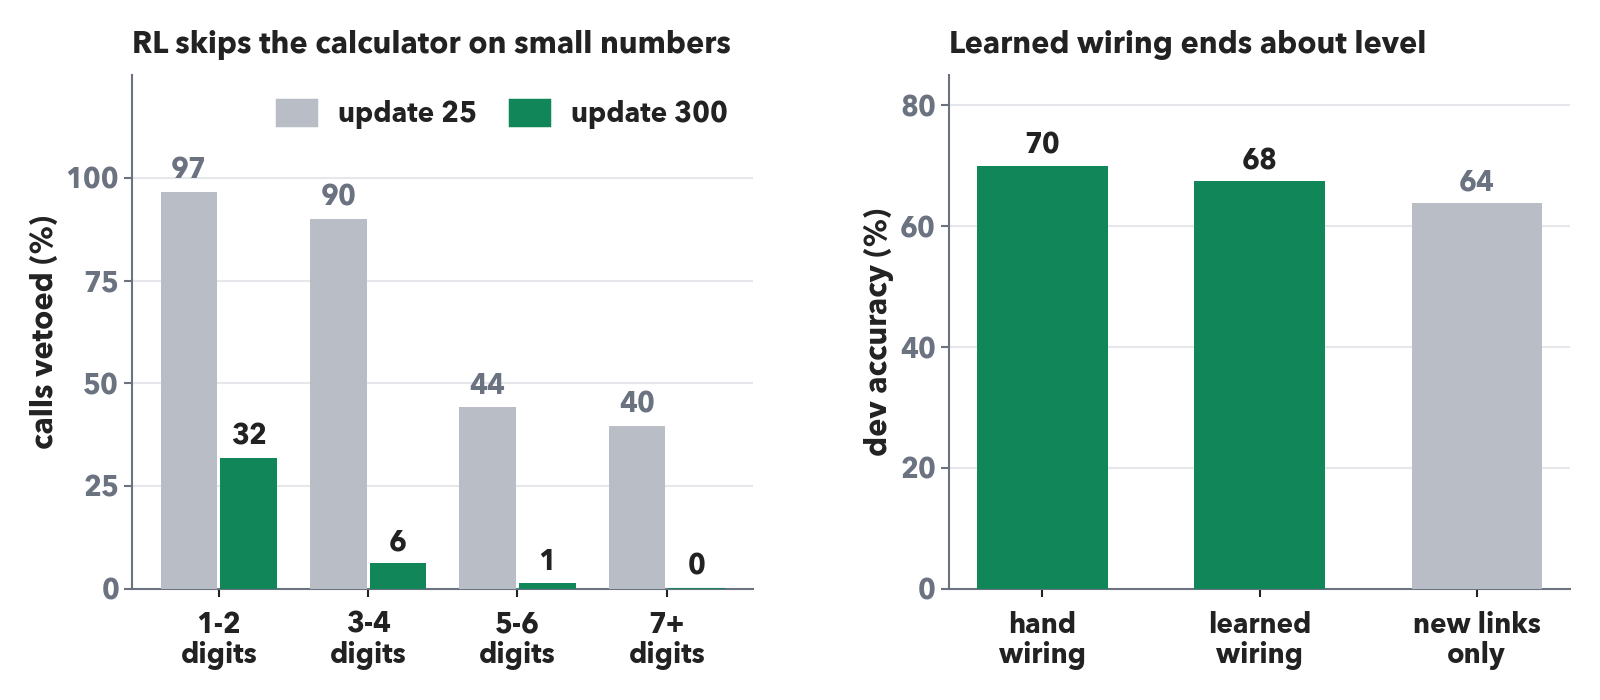 RL skips the calculator on small numbers
update 25
update 300
calls vetoed (%)
100
75
50
25
0
97
32
90
6
44
1
40
0
1-2
digits
3-4
digits
5-6
digits
7+
digits
Learned wiring ends about level
dev accuracy (%)
80
60
40
20
0
70
68
64
hand
wiring
learned
wiring
new links
only